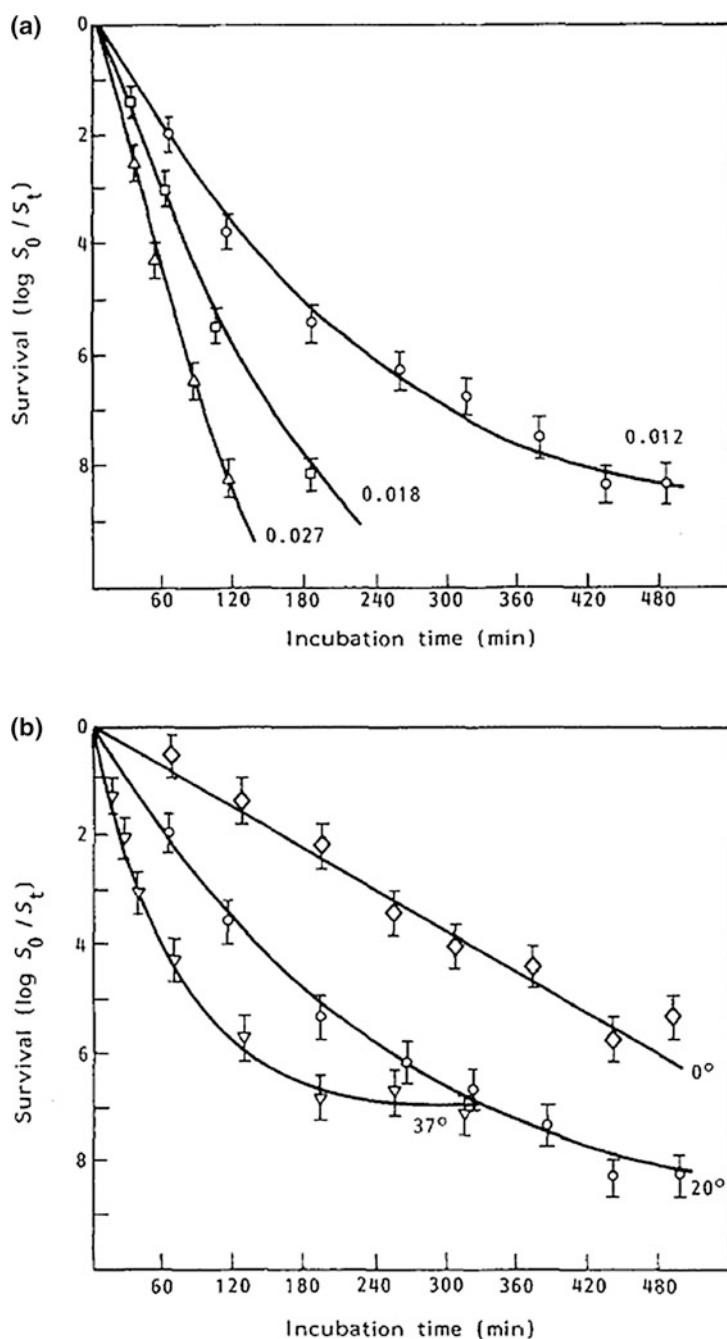 (a)
0
2
4
6
8
Survival (log S₀/Sₜ)
0.012
0.018
0.027
60 120 180 240 300 360 420 480
Incubation time (min)
(b)
0
2
4
6
8
Survival (log S₀/Sₜ)
0°
37°
20°
60 120 180 240 300 360 420 480
Incubation time (min)